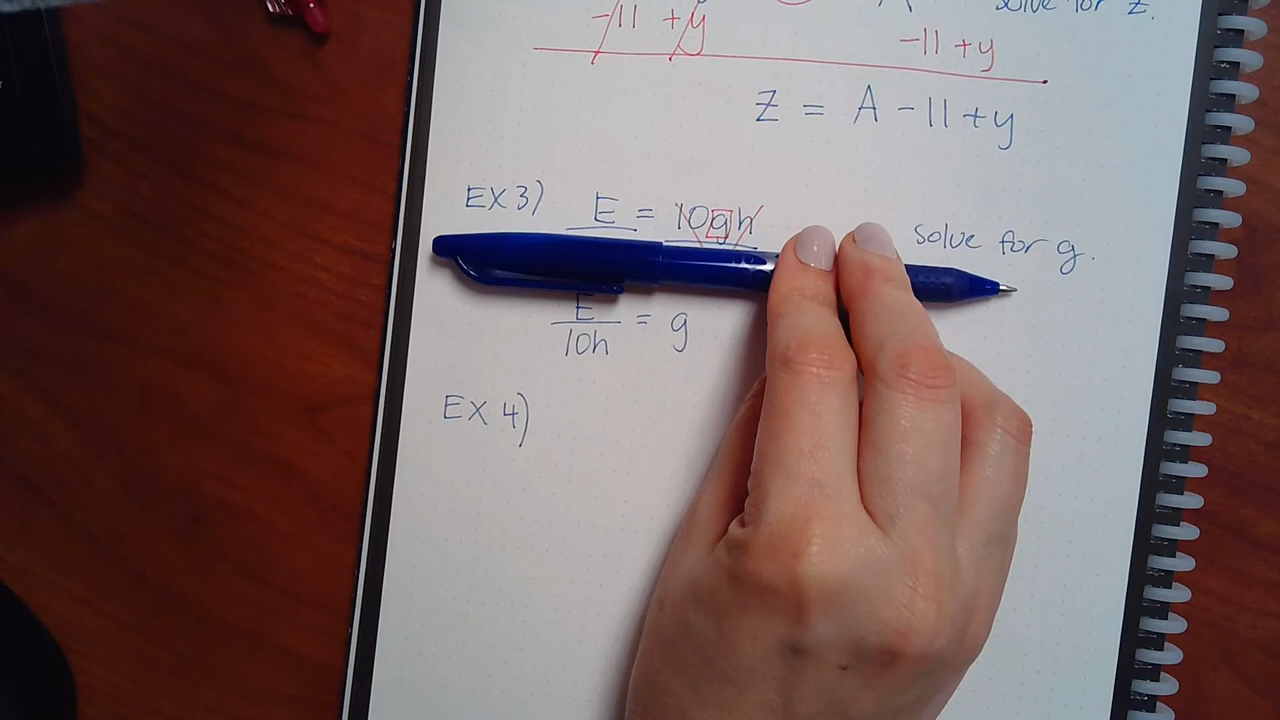 solve for z.
-11 +y -11 +y
z = A - 11 + y
EX 3) E = 10gh solve for g.
E
10h = g
EX 4)